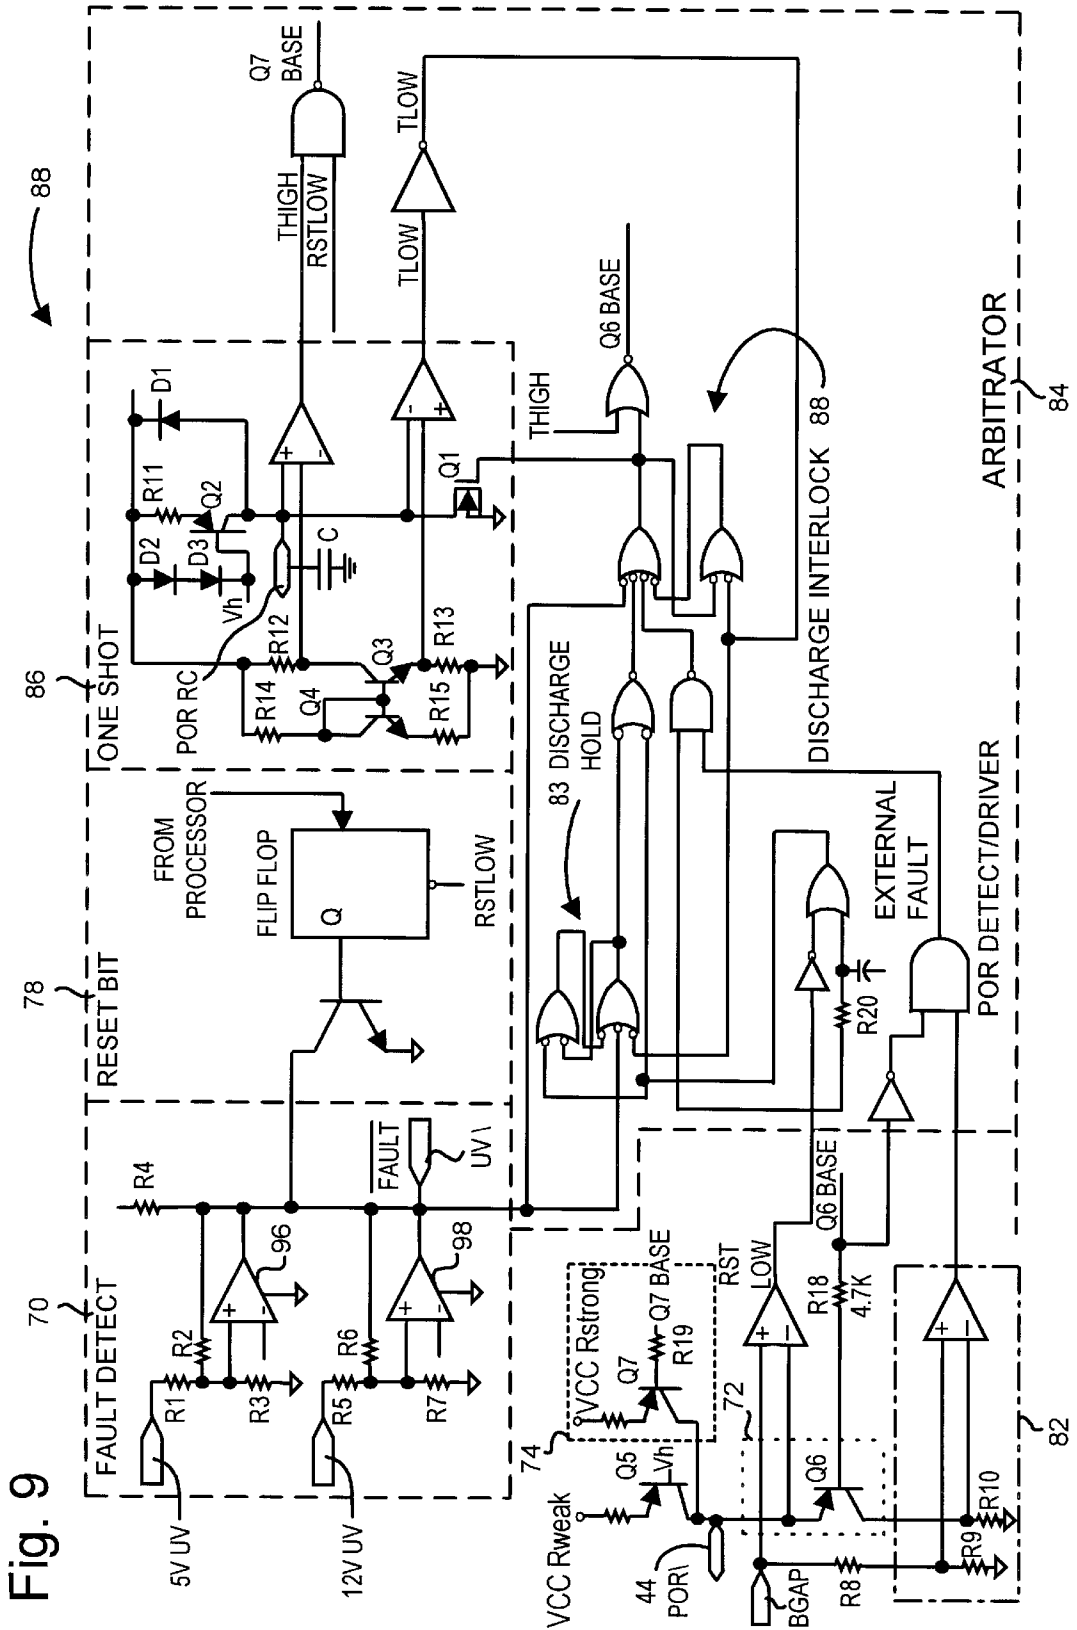 Fig. 9
70
FAULT DETECT
5V UV
12V UV
R1
R2
R3
R4
96
R5
R6
R7
98
FAULT
UV\
78
RESET BIT
FROM
PROCESSOR
FLIP FLOP
Q
RSTLOW
86
ONE SHOT
POR RC
R14
R12
Q4
Q3
R15
R13
Vh
D2
D3
R11
Q2
D1
C
+
-
-
+
Q1
88
THIGH
RSTLOW
Q7
BASE
TLOW
TLOW
THIGH
Q6 BASE
83 DISCHARGE
HOLD
DISCHARGE INTERLOCK 88
ARBITRATOR
84
EXTERNAL
FAULT
R20
POR DETECT/DRIVER
VCC Rweak
Q5
Vh
74
VCC Rstrong
Q7
Q7 BASE
R19
44
POR\
72
Q6
RST
LOW
R18
4.7K
Q6 BASE
BGAP
R8
R9
R10
82